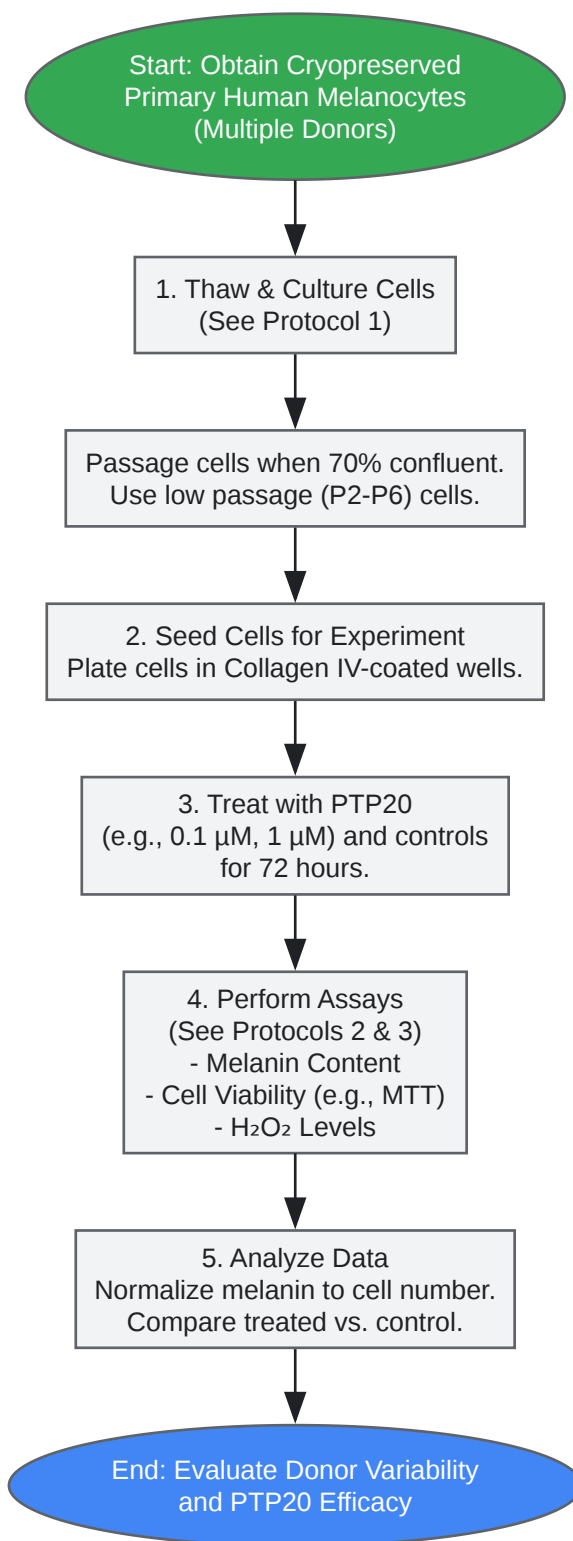 Start: Obtain Cryopreserved
Primary Human Melanocytes
(Multiple Donors)
1. Thaw & Culture Cells
(See Protocol 1)
Passage cells when 70% confluent.
Use low passage (P2-P6) cells.
2. Seed Cells for Experiment
Plate cells in Collagen IV-coated wells.
3. Treat with PTP20
(e.g., 0.1 µM, 1 µM) and controls
for 72 hours.
4. Perform Assays
(See Protocols 2 & 3)
- Melanin Content
- Cell Viability (e.g., MTT)
- H₂O₂ Levels
5. Analyze Data
Normalize melanin to cell number.
Compare treated vs. control.
End: Evaluate Donor Variability
and PTP20 Efficacy